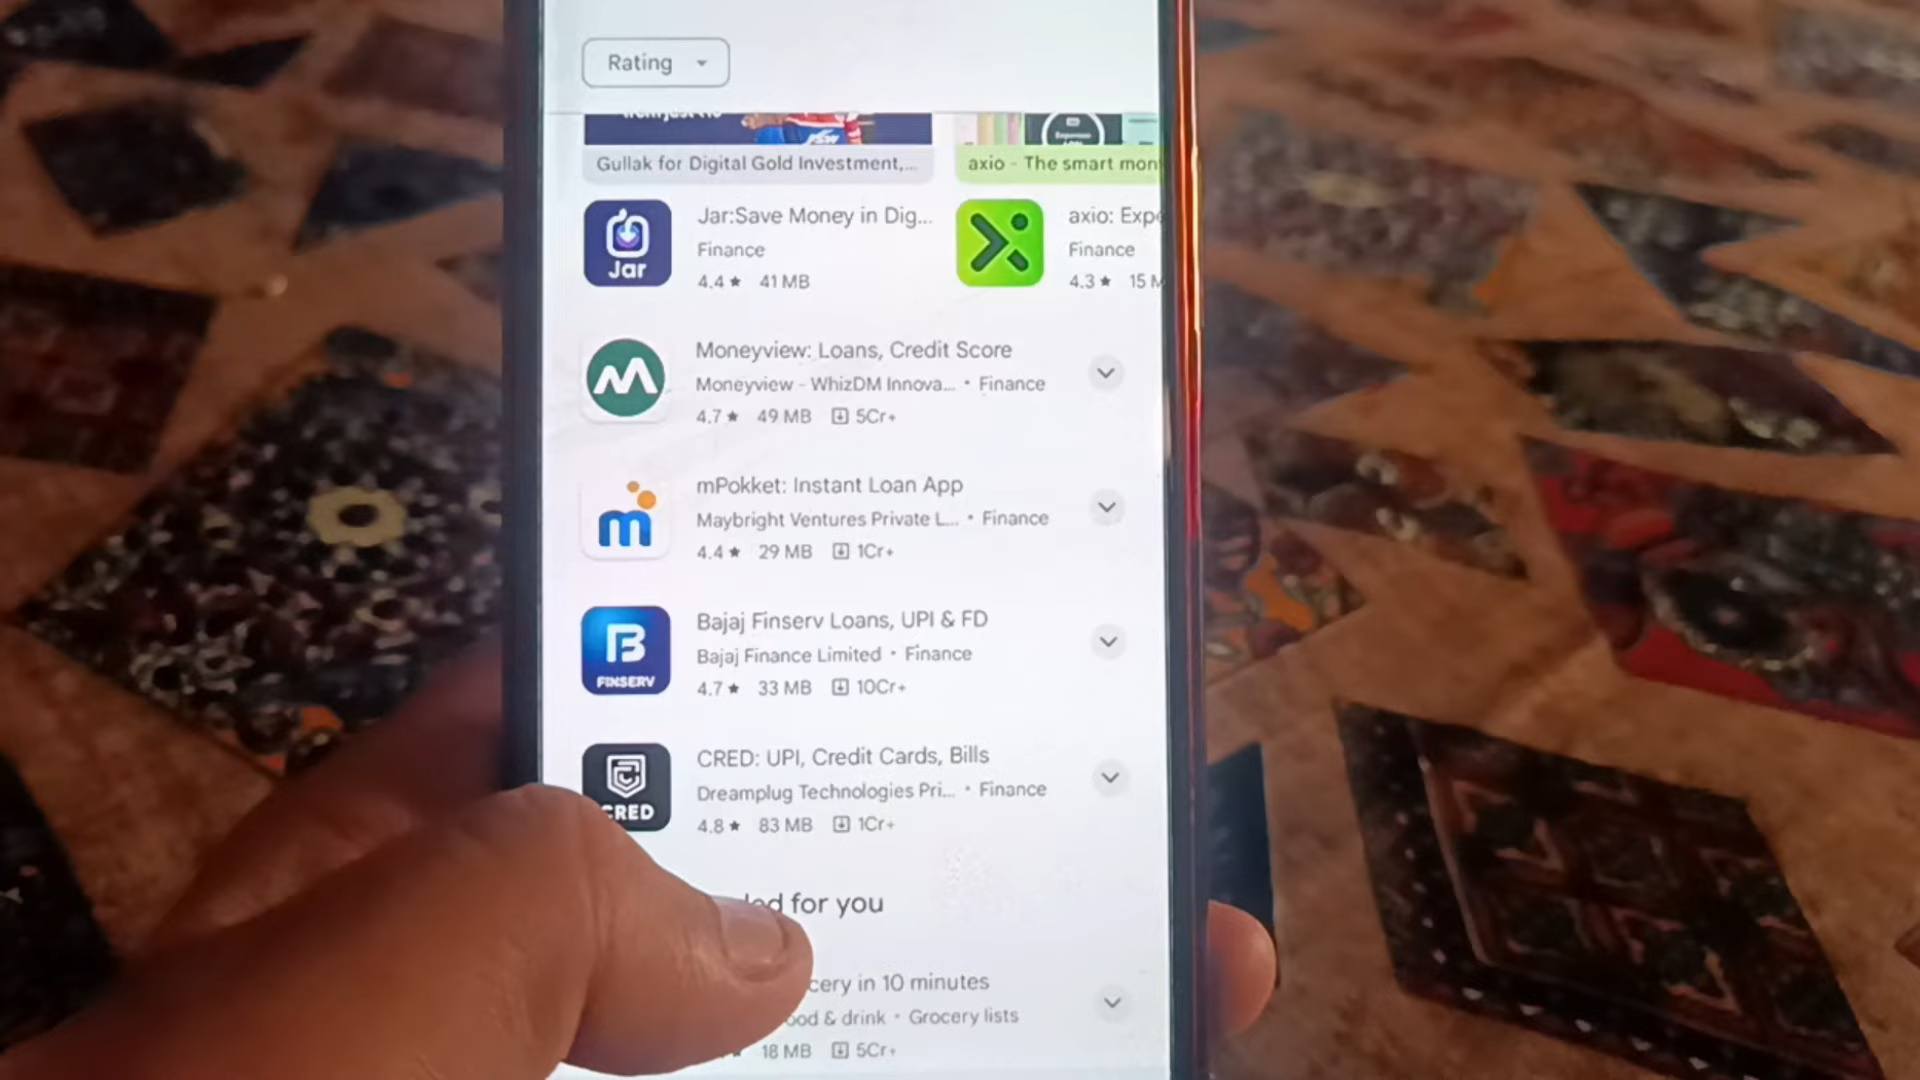 Rating
Gullak for Digital Gold Investment,...
axio - The smart mon
Jar
Jar:Save Money in Dig...
Finance
4.4★ 41 MB
axio: Expe
Finance
4.3★ 15 M
Moneyview: Loans, Credit Score
Moneyview - WhizDM Innova... • Finance
4.7★ 49 MB 5Cr+
mPokket: Instant Loan App
Maybright Ventures Private L... • Finance
4.4★ 29 MB 1Cr+
FINSERV
Bajaj Finserv Loans, UPI & FD
Bajaj Finance Limited • Finance
4.7★ 33 MB 10Cr+
CRED
CRED: UPI, Credit Cards, Bills
Dreamplug Technologies Pri... • Finance
4.8★ 83 MB 1Cr+
for you
in 10 minutes
& drink • Grocery lists
18 MB 5Cr+